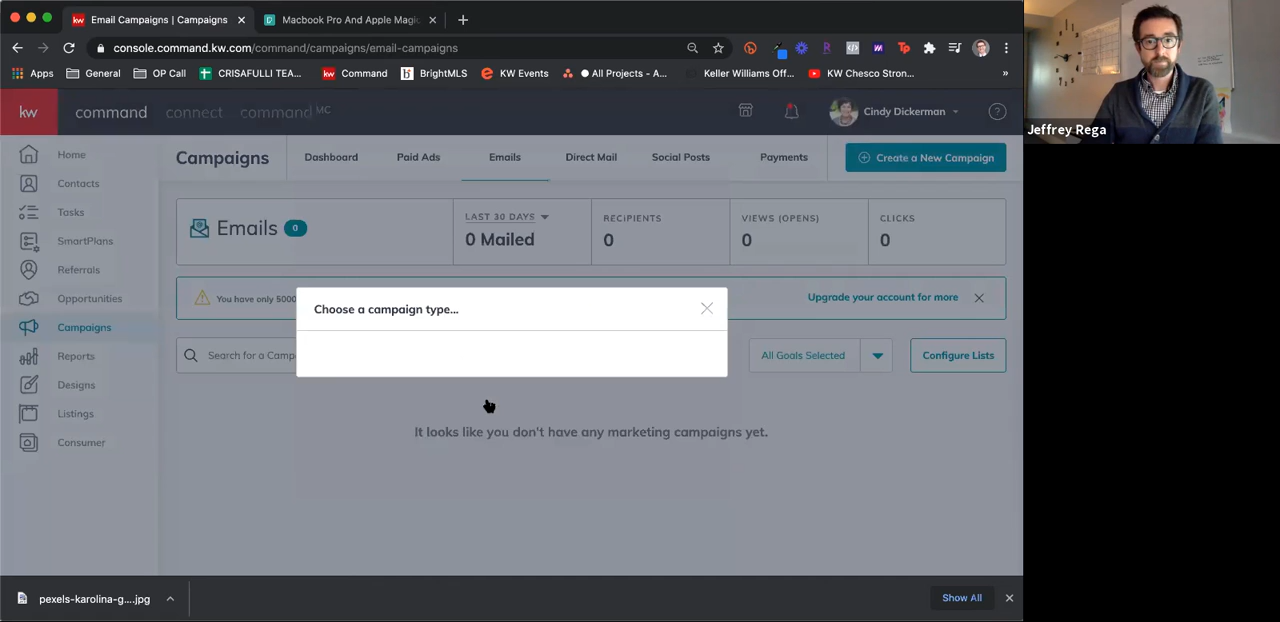 Email Campaigns | Campaigns
Macbook Pro And Apple Magic
console.command.kw.com/command/campaigns/email-campaigns
Apps
General
OP Call
CRISAFULLI TEA...
kw
Command
BrightMLS
KW Events
All Projects - A...
Keller Williams Off...
KW Chesco Stron...
»
Jeffrey Rega
kw
command
connect
command MC
Cindy Dickerman
Home
Contacts
Tasks
SmartPlans
Referrals
Opportunities
Campaigns
Reports
Designs
Listings
Consumer
Campaigns
Dashboard
Paid Ads
Emails
Direct Mail
Social Posts
Payments
Create a New Campaign
Emails 0
LAST 30 DAYS
0 Mailed
RECIPIENTS
0
VIEWS (OPENS)
0
CLICKS
0
You have only 5000
Upgrade your account for more
Choose a campaign type...
Search for a Camp
All Goals Selected
Configure Lists
It looks like you don't have any marketing campaigns yet.
pexels-karolina-g....jpg
Show All